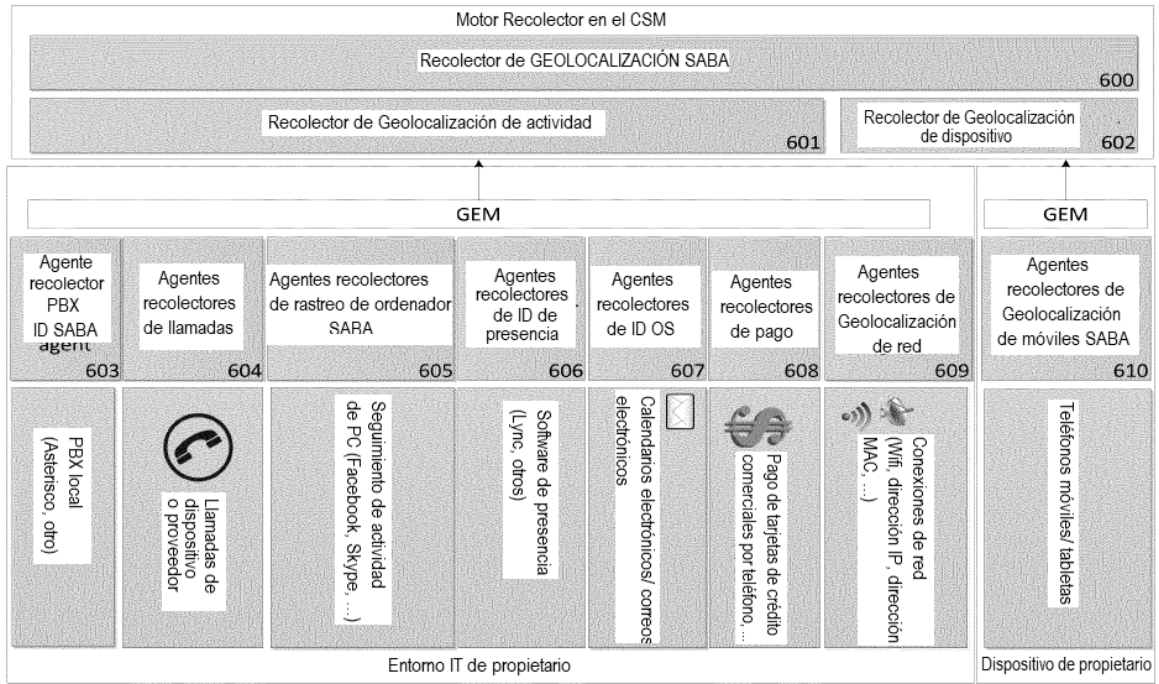 Motor Recolector en el CSM
Recolector de GEOLOCALIZACIÓN SABA
600
Recolector de Geolocalización de actividad
601
Recolector de Geolocalización
de dispositivo
602
GEM
GEM
Agente
recolector
PBX
ID SABA
agent
603
Agentes
recolectores
de llamadas
604
Agentes recolectores
de rastreo de ordenador
SABA
605
Agentes
recolectores
de ID de
presencia
606
Agentes
recolectores
de ID OS
607
Agentes
recolectores
de pago
608
Agentes
recolectores de
Geolocalización
de red
609
Agentes
recolectores de
Geolocalización
de móviles SABA
610
PBX local
(Asterisco, otro)
Llamadas de
dispositivo
o proveedor
Seguimiento de actividad
de PC (Facebook, Skype, ...)
Software de presencia
(Lync, otros)
Calendarios electrónicos/ correos
electrónicos
Pago de tarjetas de crédito
comerciales por teléfono, ...
Conexiones de red
(Wifi, dirección IP, dirección
MAC, ...)
Teléfonos móviles/ tabletas
Entorno IT de propietario
Dispositivo de propietario